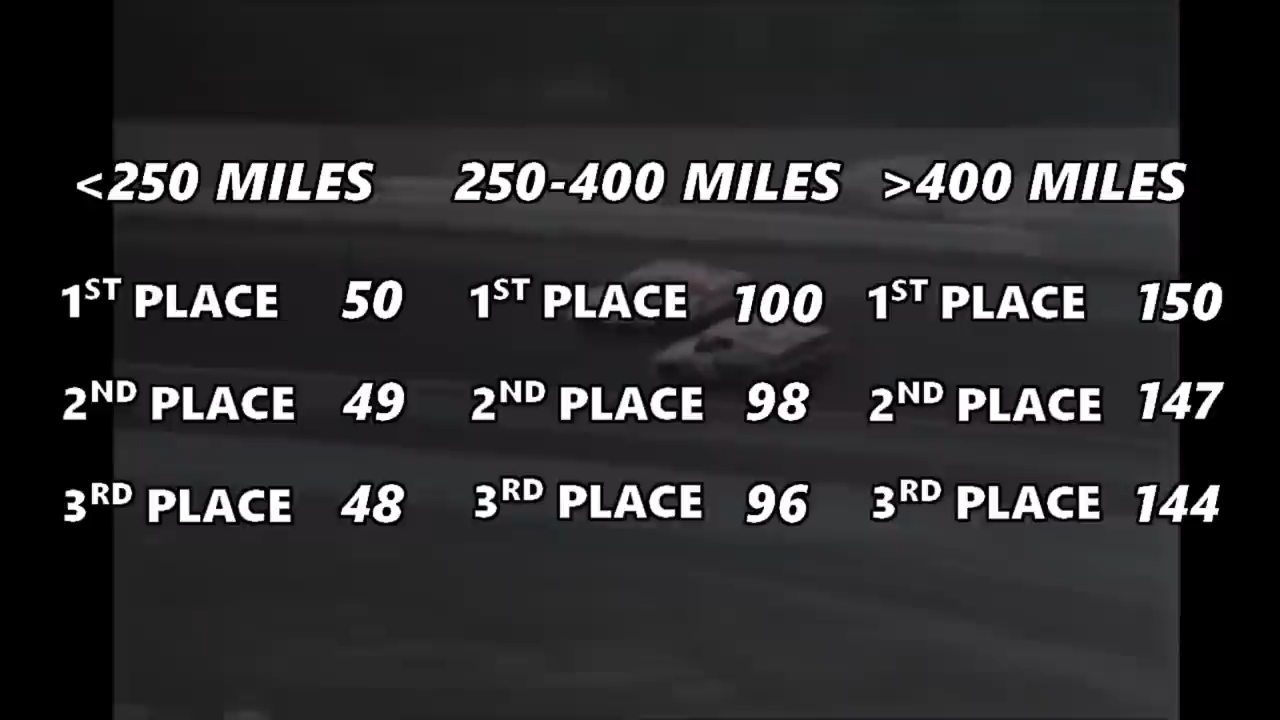 <250 MILES 250-400 MILES >400 MILES
1ST PLACE 50 1ST PLACE 100 1ST PLACE 150
2ND PLACE 49 2ND PLACE 98 2ND PLACE 147
3RD PLACE 48 3RD PLACE 96 3RD PLACE 144